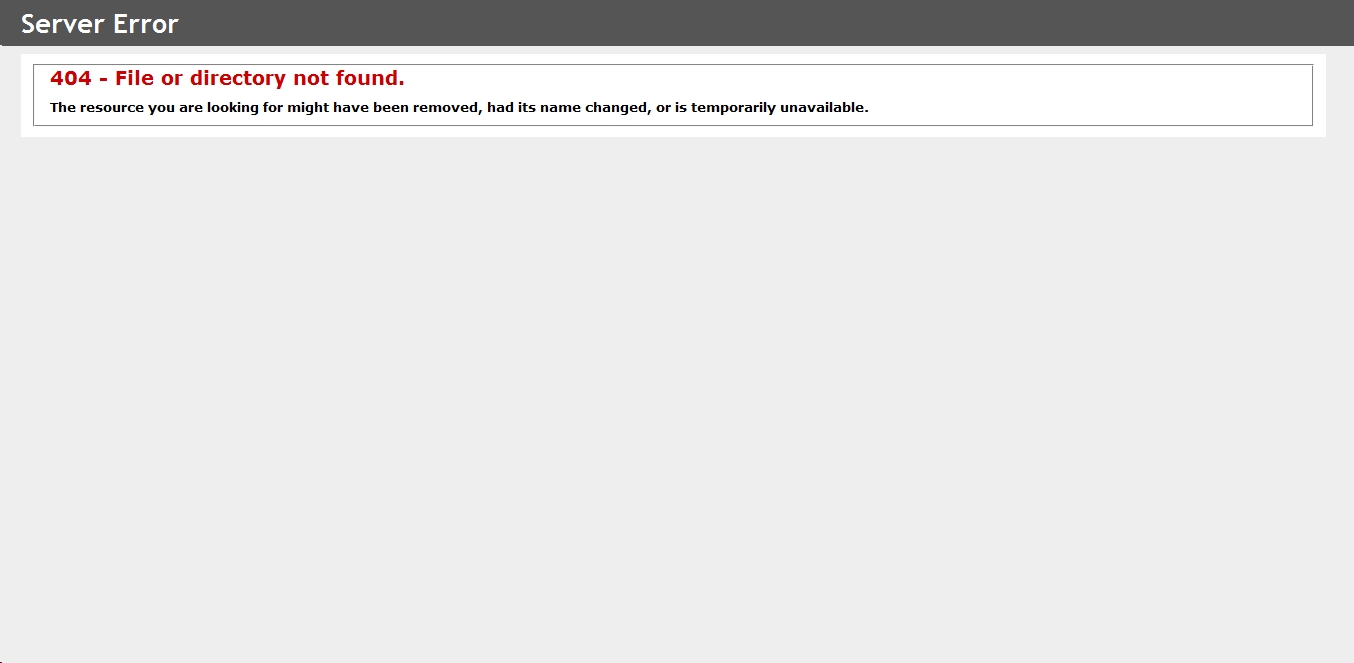 Server Error
404 - File or directory not found.
The resource you are looking for might have been removed, had its name changed, or is temporarily unavailable.